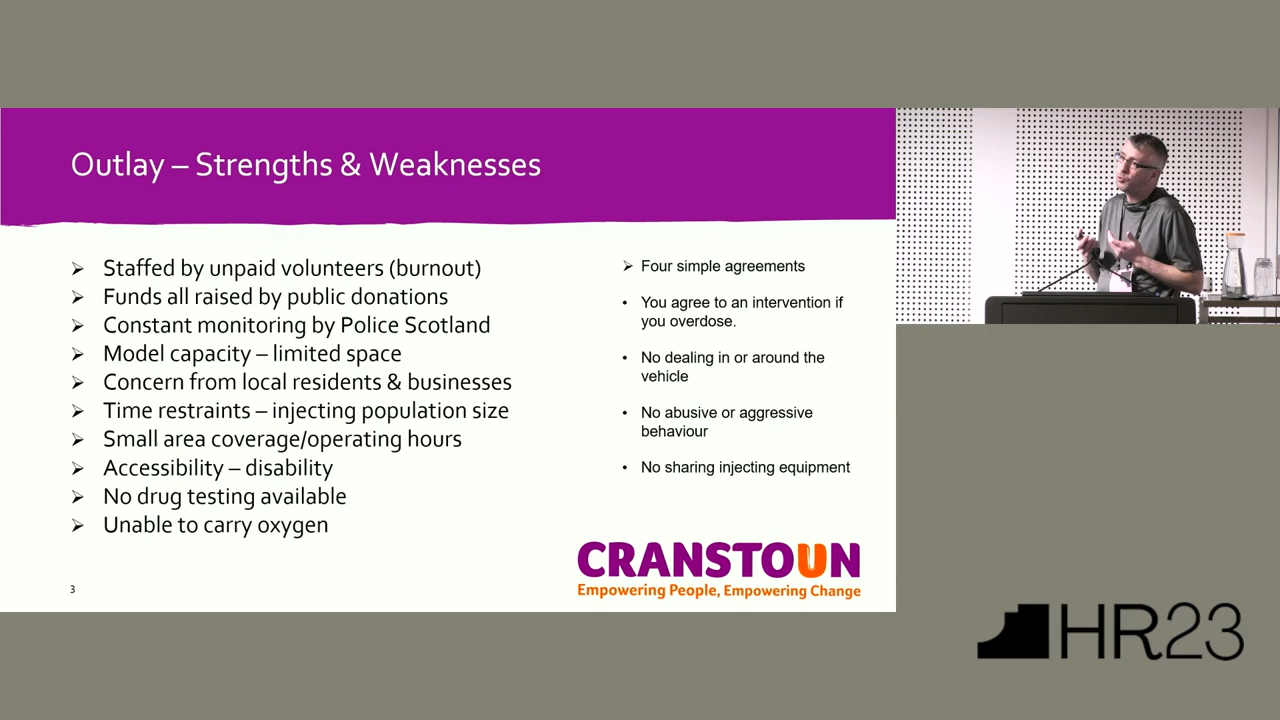 Outlay – Strengths & Weaknesses
➢ Staffed by unpaid volunteers (burnout)
➢ Funds all raised by public donations
➢ Constant monitoring by Police Scotland
➢ Model capacity – limited space
➢ Concern from local residents & businesses
➢ Time restraints – injecting population size
➢ Small area coverage/operating hours
➢ Accessibility – disability
➢ No drug testing available
➢ Unable to carry oxygen
➢ Four simple agreements
• You agree to an intervention if
you overdose.
• No dealing in or around the
vehicle
• No abusive or aggressive
behaviour
• No sharing injecting equipment
CRANSTOUN
Empowering People, Empowering Change
3
HR23